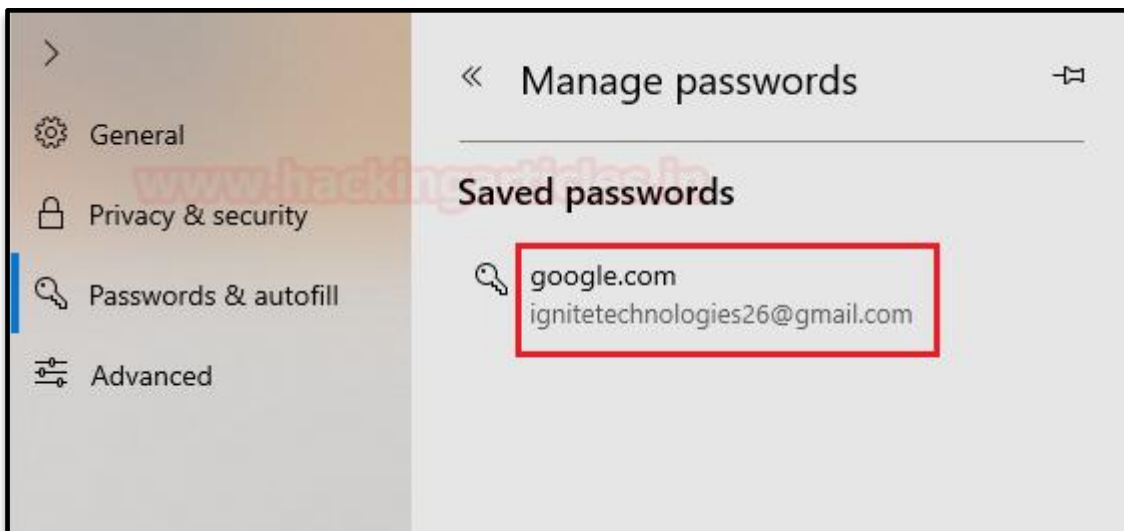 General
Privacy & security
Passwords & autofill
Advanced
Manage passwords
www.hackingarticles.in
Saved passwords
google.com
ignitetechnologies26@gmail.com